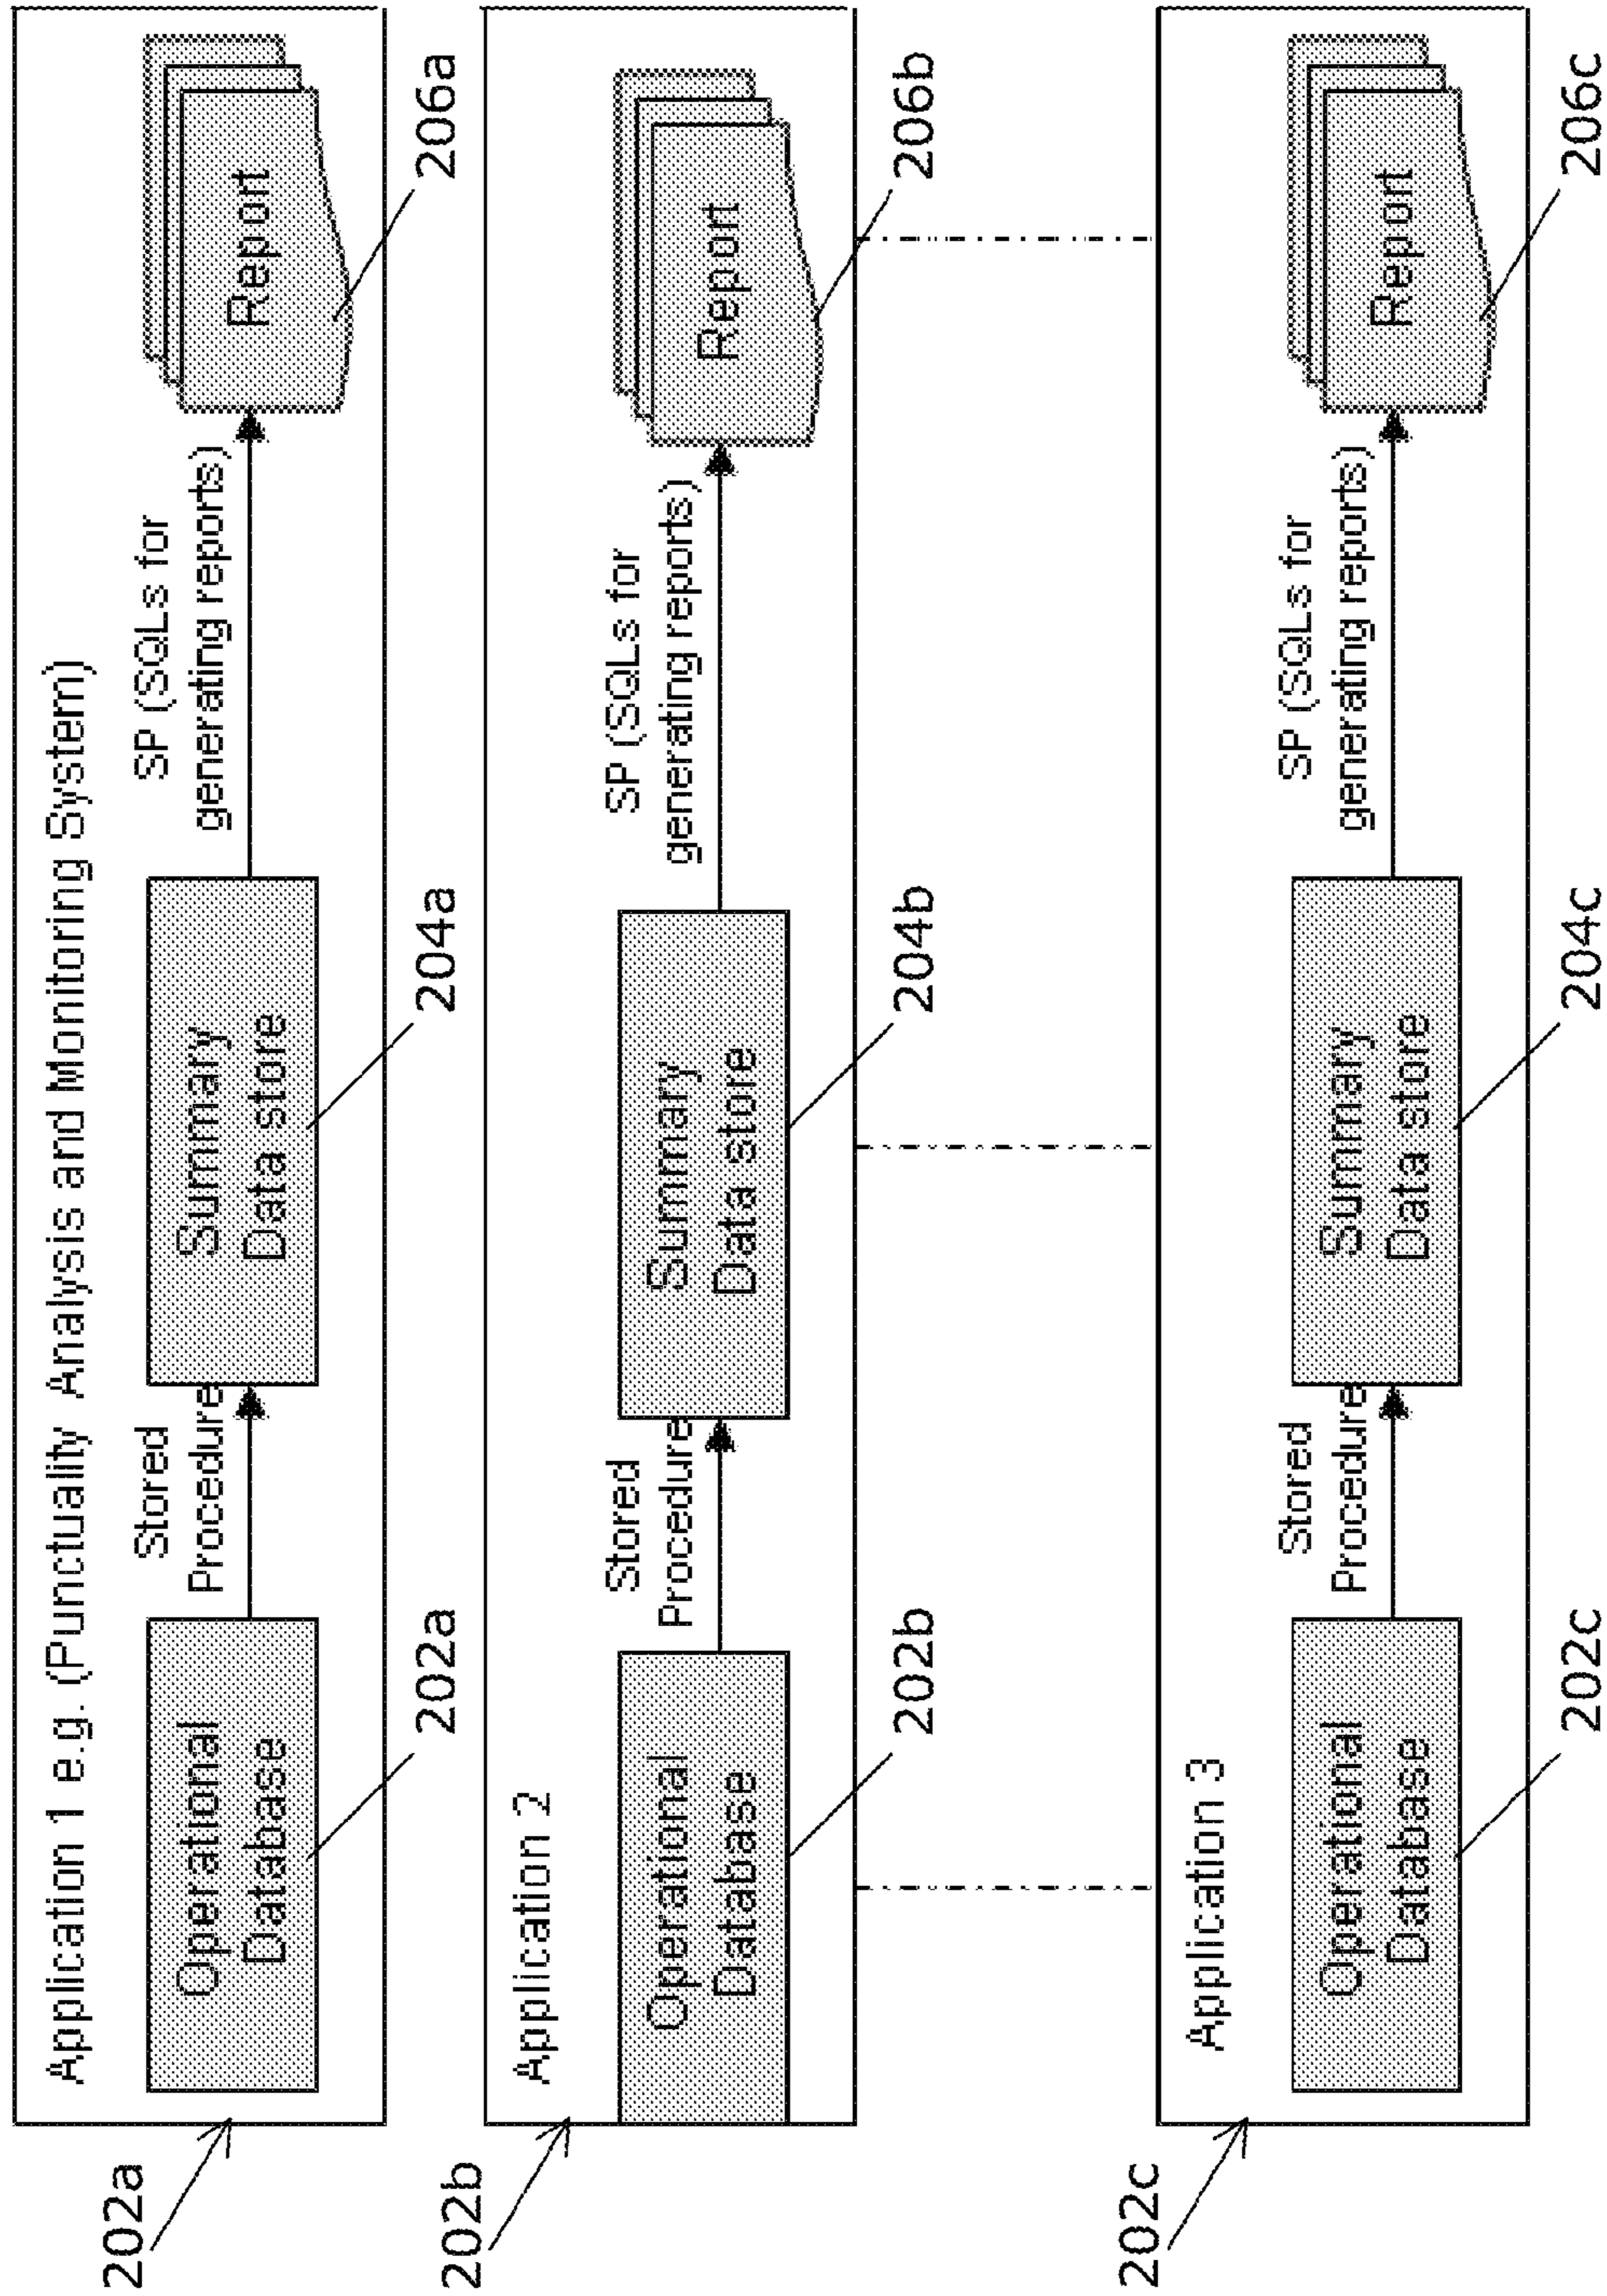 Application 1 e.g. (Punctuality Analysis and Monitoring System)
202a
Operational
Database
202a
Stored
Procedure
Summary
Data store
204a
SP (SQLs for
generating reports)
Report
206a
Application 2
202b
Operational
Database
202b
Stored
Procedure
Summary
Data store
204b
SP (SQLs for
generating reports)
Report
206b
Application 3
202c
Operational
Database
202c
Stored
Procedure
Summary
Data store
204c
SP (SQLs for
generating reports)
Report
206c